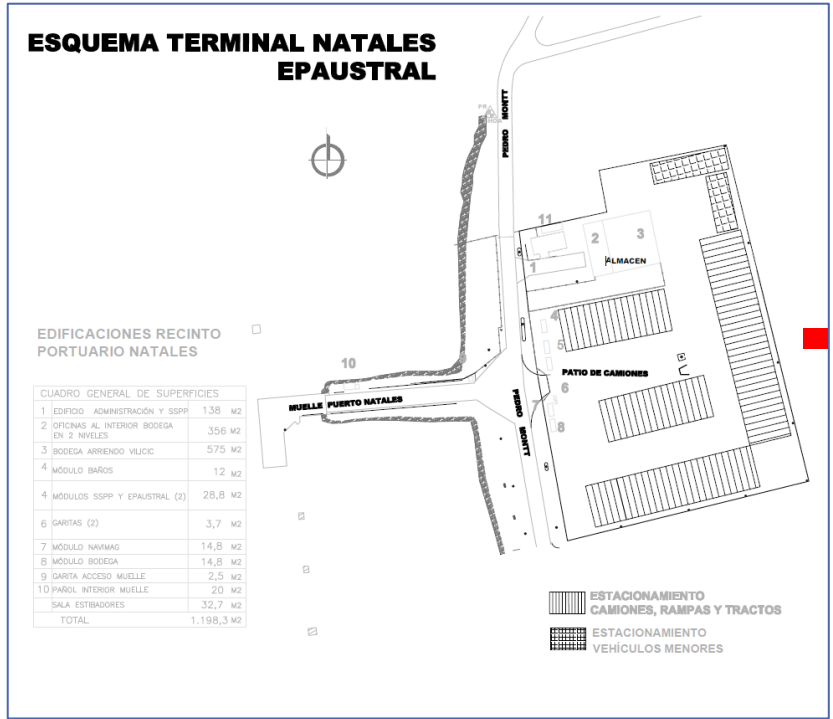 ESQUEMA TERMINAL NATALES
EPAUSTRAL
PEDRO MONTT
11
2
3
1
ALMACEN
4
5
PATIO DE CAMIONES
6
7
8
PEDRO MONTT
10
MUELLE PUERTO NATALES
EDIFICACIONES RECINTO
PORTUARIO NATALES
CUADRO GENERAL DE SUPERFICIES
1 EDIFICIO ADMINISTRACIÓN Y SSPP 138 M2
2 OFICINAS AL INTERIOR BODEGA
EN 2 NIVELES 356 M2
3 BODEGA ARRIENDO VILICIC 575 M2
4 MÓDULO BAÑOS 12 M2
4 MÓDULOS SSPP Y EPAUSTRAL (2) 28,8 M2
6 GARITAS (2) 3,7 M2
7 MÓDULO NAVIMAG 14,8 M2
8 MÓDULO BODEGA 14,8 M2
9 GARITA ACCESO MUELLE 2,5 M2
10 PAÑOL INTERIOR MUELLE 20 M2
SALA ESTIBADORES 32,7 M2
TOTAL 1.198,3 M2
ESTACIONAMIENTO
CAMIONES, RAMPAS Y TRACTOS
ESTACIONAMIENTO
VEHÍCULOS MENORES